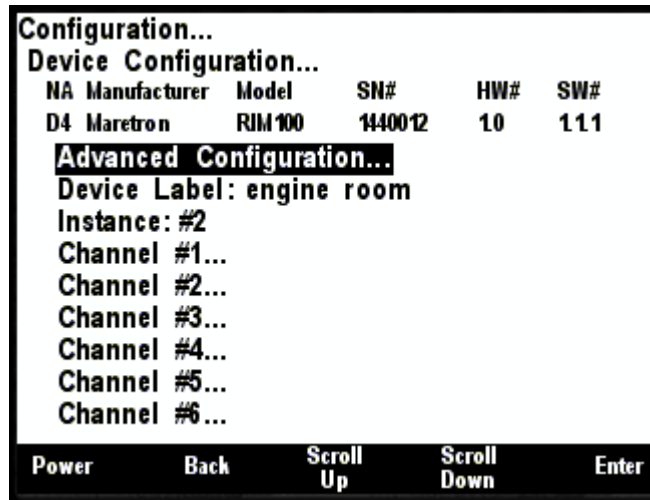 Configuration...
Device Configuration...
NA Manufacturer Model SN# HW# SW#
D4 Maretron RIM100 1440012 1.0 1.1.1
Advanced Configuration...
Device Label: engine room
Instance: #2
Channel #1...
Channel #2...
Channel #3...
Channel #4...
Channel #5...
Channel #6...
Power Back Scroll Up Scroll Down Enter